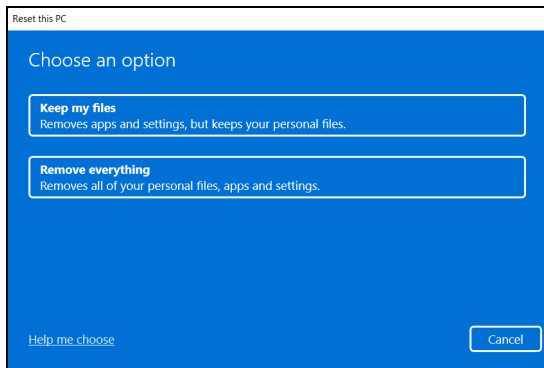 Reset this PC
Choose an option
Keep my files
Removes apps and settings, but keeps your personal files.
Remove everything
Removes all of your personal files, apps and settings.
Help me choose
Cancel